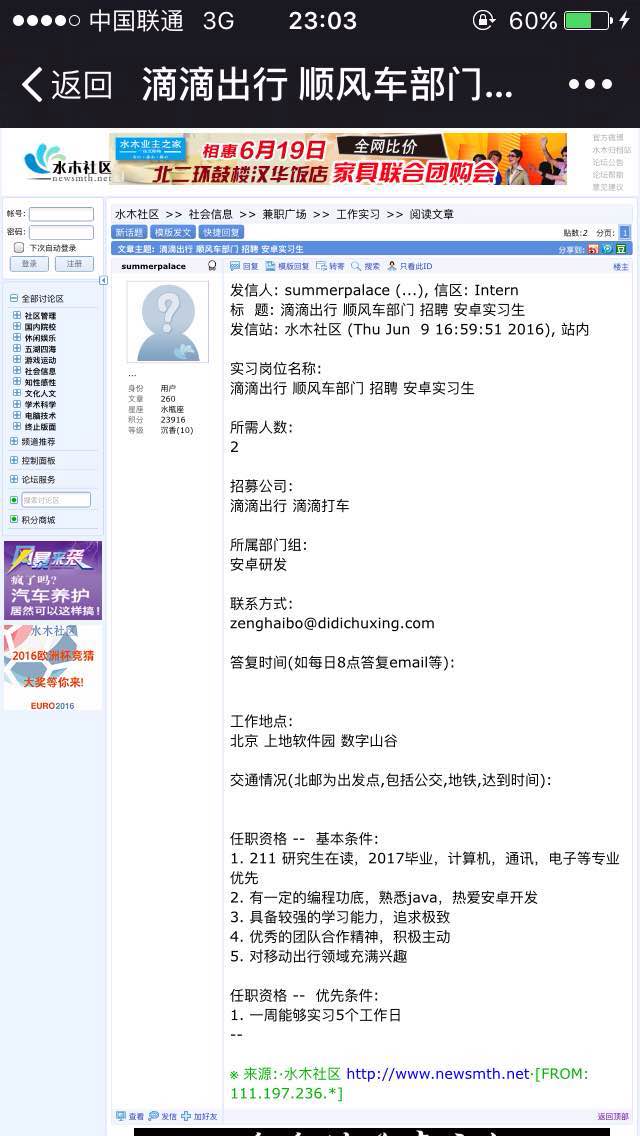 中国联通 3G 23:03 60%
返回 滴滴出行 顺风车部门...
水木社区
newsmth.net
水木业主之家
相惠6月19日 全网比价
北二环鼓楼汉华饭店 家具联合团购会
官方微博
水木归档站
论坛公告
论坛帮助
意见建议
帐号:
密码:
下次自动登录
登录 注册
全部讨论区
社区管理
国内院校
休闲娱乐
五湖四海
游戏运动
社会信息
知性感性
文化人文
学术科学
电脑技术
终止版面
频道推荐
控制面板
论坛服务
搜索讨论区
积分商城
风暴来袭
疯了吗?
汽车养护
居然可以这样搞!
水木社区
2016欧洲杯竞猜
大奖等你来!
EURO2016
水木社区 >> 社会信息 >> 兼职广场 >> 工作实习 >> 阅读文章
新话题 模版发文 快捷回复 贴数:2 分页: 1
文章主题: 滴滴出行 顺风车部门 招聘 安卓实习生 分享到: 豆
summerpalace 回复 模版回复 转寄 搜索 只看此ID 楼主
...
身份 用户
文章 260
星座 水瓶座
积分 23916
等级 沉香(10)
发信人: summerpalace (...), 信区: Intern
标 题: 滴滴出行 顺风车部门 招聘 安卓实习生
发信站: 水木社区 (Thu Jun 9 16:59:51 2016), 站内
实习岗位名称:
滴滴出行 顺风车部门 招聘 安卓实习生
所需人数:
2
招募公司:
滴滴出行 滴滴打车
所属部门组:
安卓研发
联系方式:
zenghaibo@didichuxing.com
答复时间(如每日8点答复email等):
工作地点:
北京 上地软件园 数字山谷
交通情况(北邮为出发点,包括公交,地铁,达到时间):
任职资格 -- 基本条件:
1. 211 研究生在读，2017毕业，计算机，通讯，电子等专业
优先
2. 有一定的编程功底，熟悉java，热爱安卓开发
3. 具备较强的学习能力，追求极致
4. 优秀的团队合作精神，积极主动
5. 对移动出行领域充满兴趣
任职资格 -- 优先条件:
1. 一周能够实习5个工作日
--
※ 来源:·水木社区 http://www.newsmth.net·[FROM:
111.197.236.*]
查看 发信 加好友 返回顶部